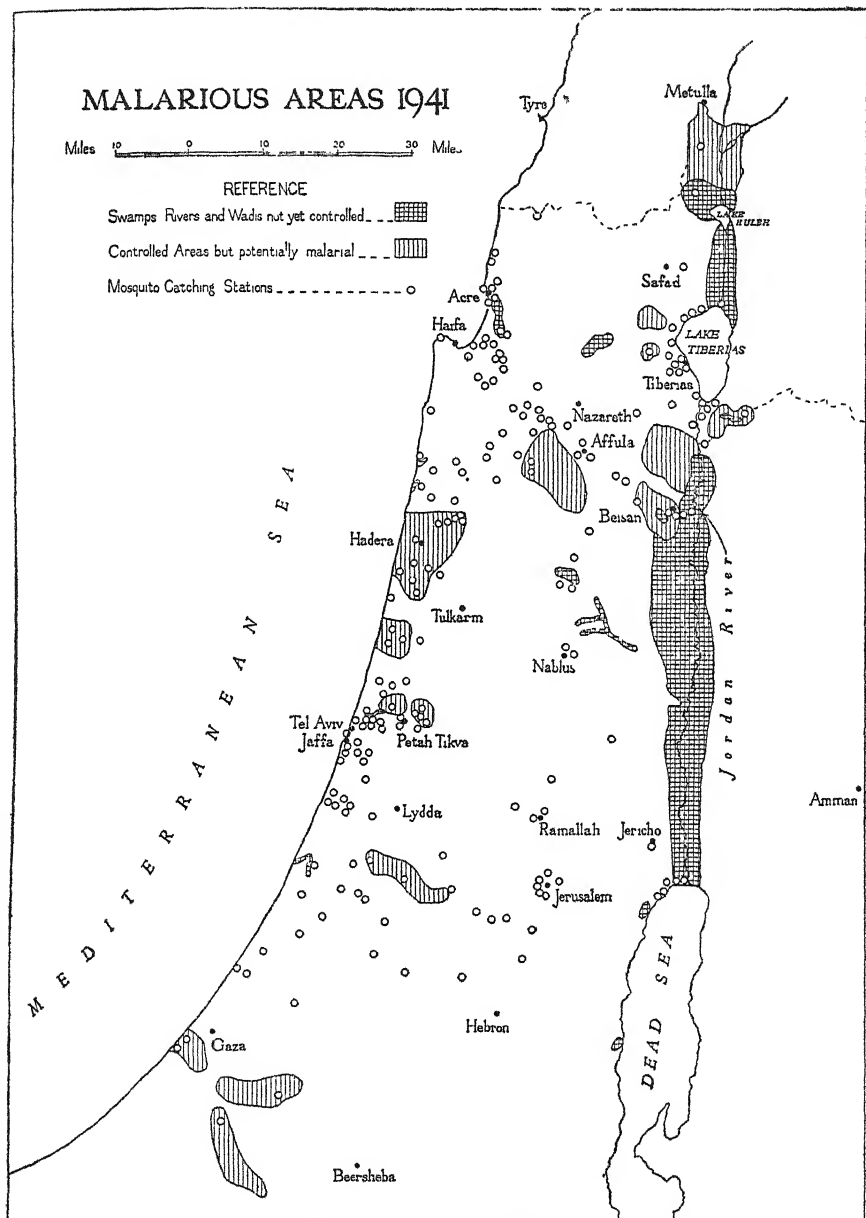 MALARIOUS AREAS 1941
Miles 10 0 10 20 30 Miles
REFERENCE
Swamps Rivers and Wadis not yet controlled
Controlled Areas but potentially malarial
Mosquito Catching Stations
Tyre
Metulla
LAKE
HULEH
Safad
Acre
Haifa
LAKE
TIBERIAS
Tiberias
Nazareth
Affula
Beisan
Hadera
Tulkarm
Nablus
Jordan River
MEDITERRANEAN SEA
Tel Aviv
Jaffa
Petah Tikva
Amman
Lydda
Ramallah
Jericho
Jerusalem
DEAD SEA
Hebron
Gaza
Beersheba